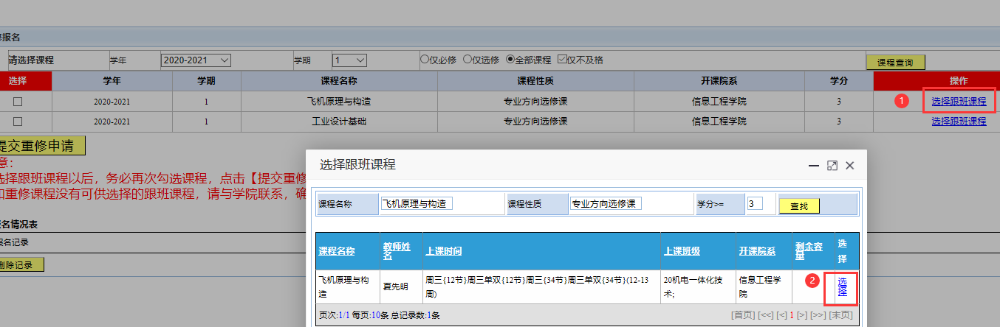 修报名
请选择课程 学年 2020-2021 学期 1 仅必修 仅选修 全部课程 仅不及格 课程查询
选择 学年 学期 课程名称 课程性质 开课院系 学分 操作
2020-2021 1 飞机原理与构造 专业方向选修课 信息工程学院 3 1 选择跟班课程
2020-2021 1 工业设计基础 专业方向选修课 信息工程学院 3 选择跟班课程
提交重修申请
意：
选择跟班课程以后，务必再次勾选课程，点击【提交重修
如重修课程没有可供选择的跟班课程，请与学院联系，确
报名情况表
报名记录
删除记录
选择跟班课程
课程名称 飞机原理与构造 课程性质 专业方向选修课 学分>= 3 查找
课程名称 教师姓名 上课时间 上课班级 开课院系 剩余容量 选择
飞机原理与构造 夏先明 周三{12节}周三单双{12节}周三{34节}周三单双{34节}(12-13周) 20机电一体化技术; 信息工程学院 2 选择
页次:1/1 每页:10条 总记录数:1条 [首页] [<<] [<] 1 [>] [>>] [末页]